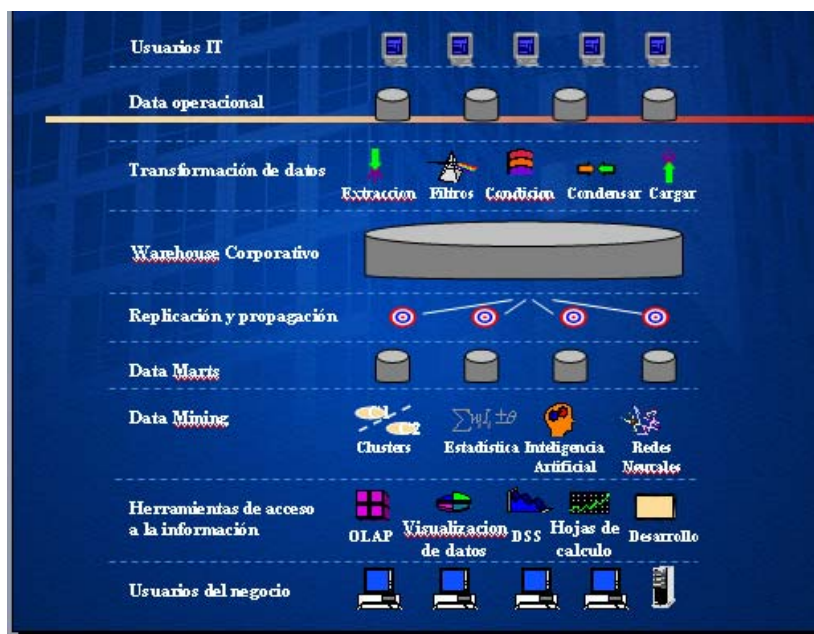 Usuarios IT
Data operacional
Transformación de datos
Extraccion Filtros Condicion Condensar Cargar
Warehouse Corporativo
Replicación y propagación
Data Marts
Data Mining
Clusters Estadística Inteligencia Artificial Redes Neurales
Herramientas de acceso
a la información
OLAP Visualizacion de datos DSS Hojas de calculo Desarrollo
Usuarios del negocio